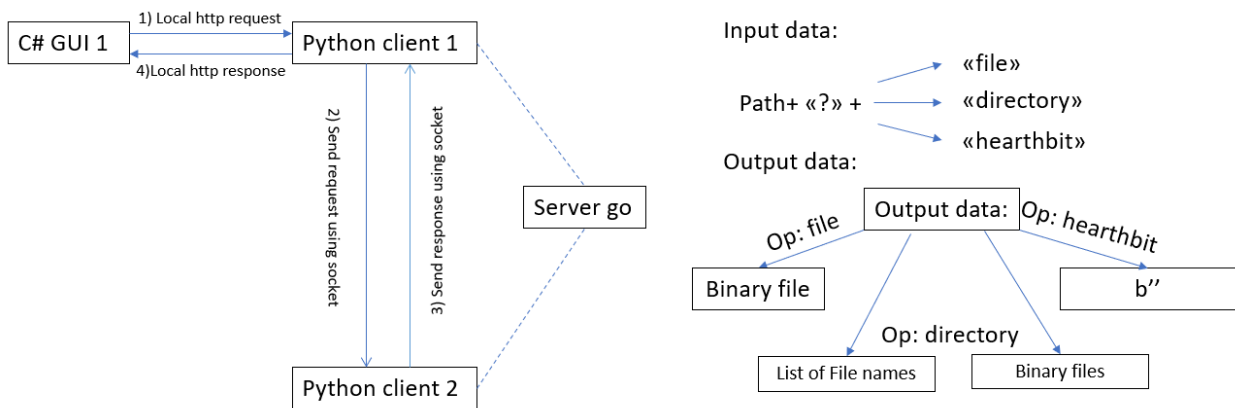 C# GUI 1
1) Local http request
4)Local http response
Python client 1
2) Send request using socket
3) Send response using socket
Server go
Python client 2
Input data:
Path+ «?» +
«file»
«directory»
«hearthbit»
Output data:
Output data:
Op: file
Op: hearthbit
Binary file
b’’
Op: directory
List of File names
Binary files